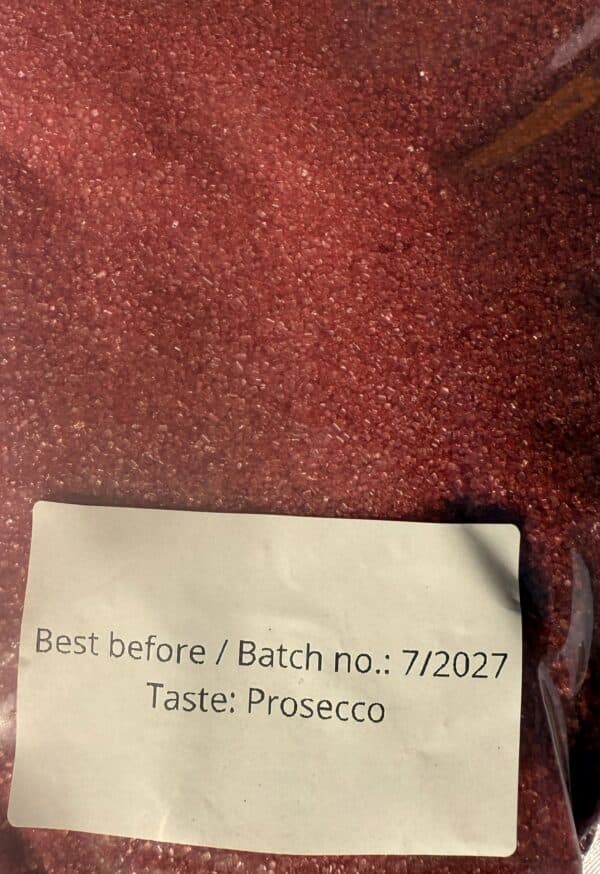 Best before / Batch no.: 7/2027
Taste: Prosecco